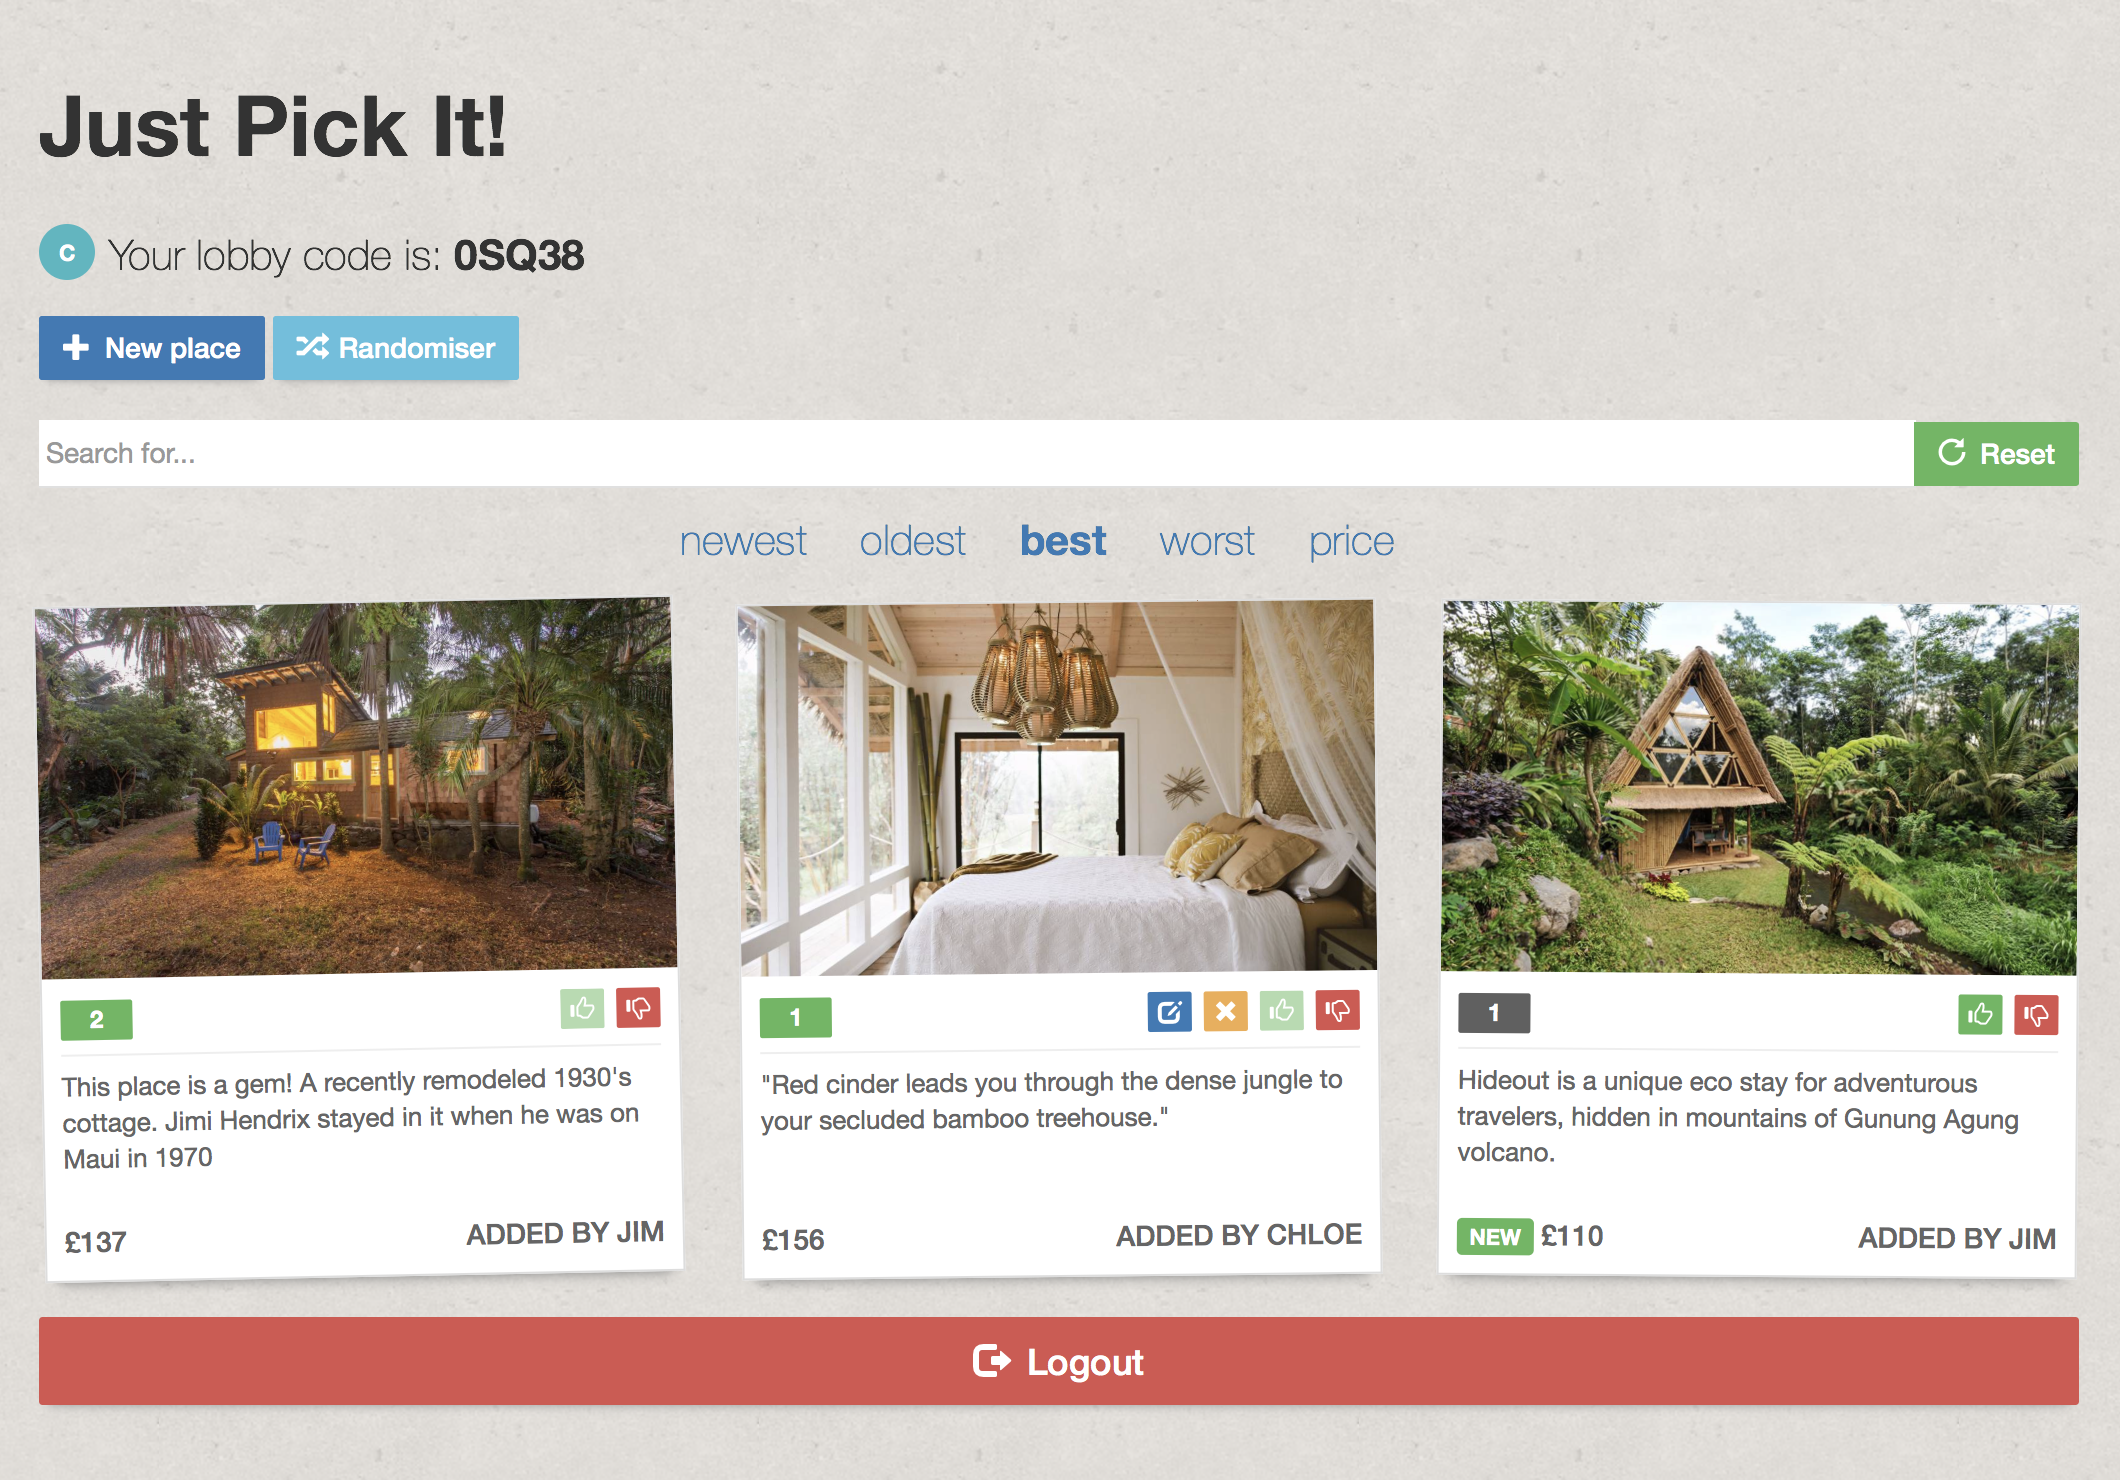 Just Pick It!
C Your lobby code is: 0SQ38
New place Randomiser
Search for... Reset
newest oldest best worst price
2
This place is a gem! A recently remodeled 1930's
cottage. Jimi Hendrix stayed in it when he was on
Maui in 1970
£137 ADDED BY JIM
1
"Red cinder leads you through the dense jungle to
your secluded bamboo treehouse."
£156 ADDED BY CHLOE
1
Hideout is a unique eco stay for adventurous
travelers, hidden in mountains of Gunung Agung
volcano.
NEW £110 ADDED BY JIM
Logout